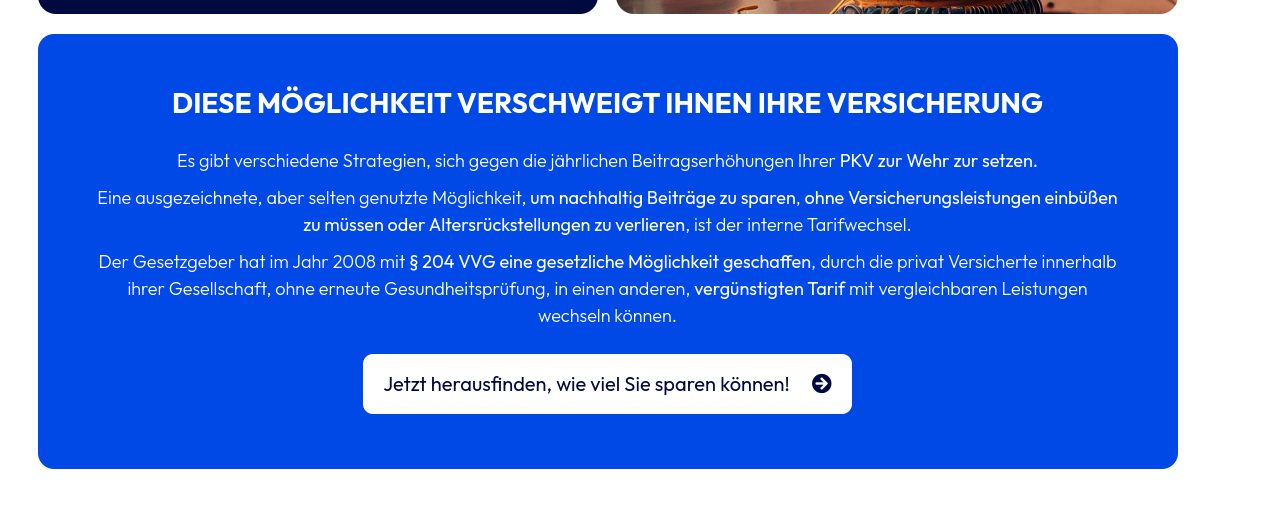 DIESE MÖGLICHKEIT VERSCHWEIGT IHNEN IHRE VERSICHERUNG
Es gibt verschiedene Strategien, sich gegen die jährlichen Beitragserhöhungen Ihrer PKV zur Wehr zur setzen.
Eine ausgezeichnete, aber selten genutzte Möglichkeit, um nachhaltig Beiträge zu sparen, ohne Versicherungsleistungen einbüßen
zu müssen oder Altersrückstellungen zu verlieren, ist der interne Tarifwechsel.
Der Gesetzgeber hat im Jahr 2008 mit § 204 VVG eine gesetzliche Möglichkeit geschaffen, durch die privat Versicherte innerhalb
ihrer Gesellschaft, ohne erneute Gesundheitsprüfung, in einen anderen, vergünstigten Tarif mit vergleichbaren Leistungen
wechseln können.
Jetzt herausfinden, wie viel Sie sparen können!